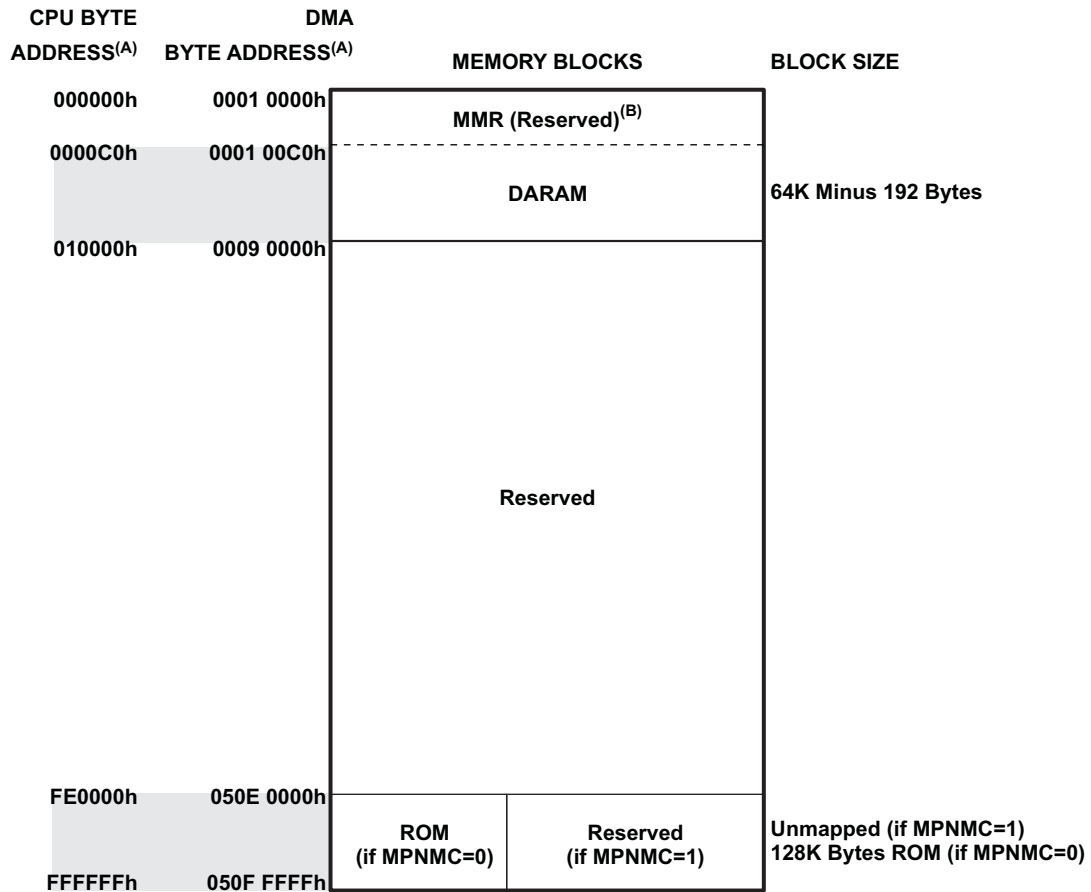 CPU BYTE ADDRESS(A)
DMA BYTE ADDRESS(A)
MEMORY BLOCKS
BLOCK SIZE
000000h 0001 0000h
MMR (Reserved)(B)
0000C0h 0001 00C0h
DARAM
64K Minus 192 Bytes
010000h 0009 0000h
Reserved
FE0000h 050E 0000h
ROM
(if MPNMC=0)
Reserved
(if MPNMC=1)
Unmapped (if MPNMC=1)
128K Bytes ROM (if MPNMC=0)
FFFFFFh 050F FFFFh